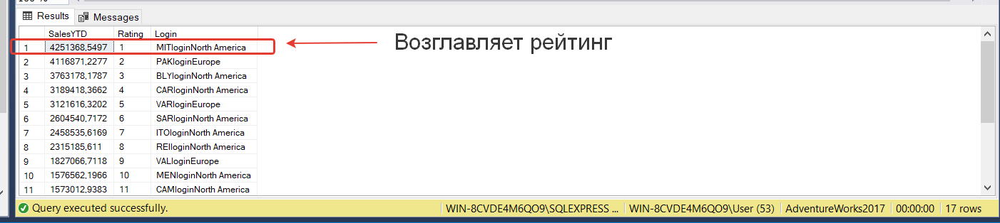 Results Messages
SalesYTD Rating Login
1 4251368,5497 1 MITloginNorth America
Возглавляет рейтинг
2 4116871,2277 2 PAKloginEurope
3 3763178,1787 3 BLYloginNorth America
4 3189418,3662 4 CARloginNorth America
5 3121616,3202 5 VARloginEurope
6 2604540,7172 6 SARloginNorth America
7 2458535,6169 7 ITOloginNorth America
8 2315185,611 8 REIloginNorth America
9 1827066,7118 9 VALloginEurope
10 1576562,1966 10 MENloginNorth America
11 1573012,9383 11 CAMloginNorth America
Query executed successfully. WIN-8CVDE4M6QO9\SQLEXPRESS ... WIN-8CVDE4M6QO9\User (53) AdventureWorks2017 00:00:00 17 rows